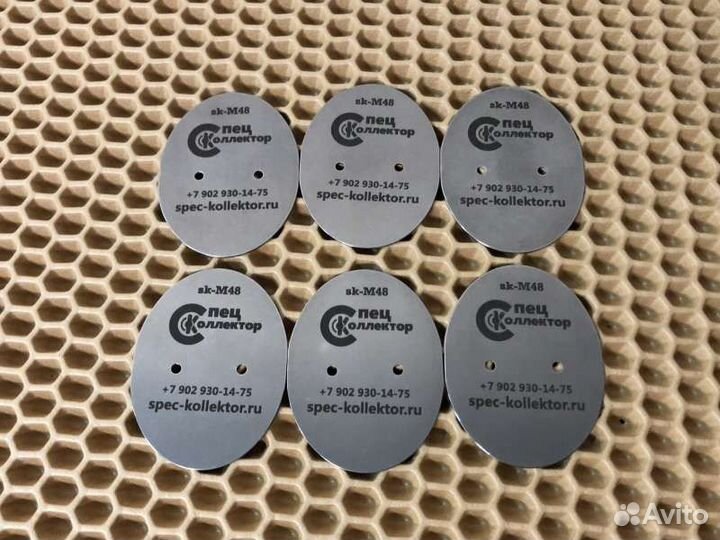 sk-M48
Спец
Коллектор
+7 902 930-14-75
spec-kollektor.ru
sk-M48
Спец
Коллектор
+7 902 930-14-75
spec-kollektor.ru
sk-M48
Спец
Коллектор
+7 902 930-14-75
spec-kollektor.ru
sk-M48
Спец
Коллектор
+7 902 930-14-75
spec-kollektor.ru
sk-M48
Спец
Коллектор
+7 902 930-14-75
spec-kollektor.ru
sk-M48
Спец
Коллектор
+7 902 930-14-75
spec-kollektor.ru
Avito